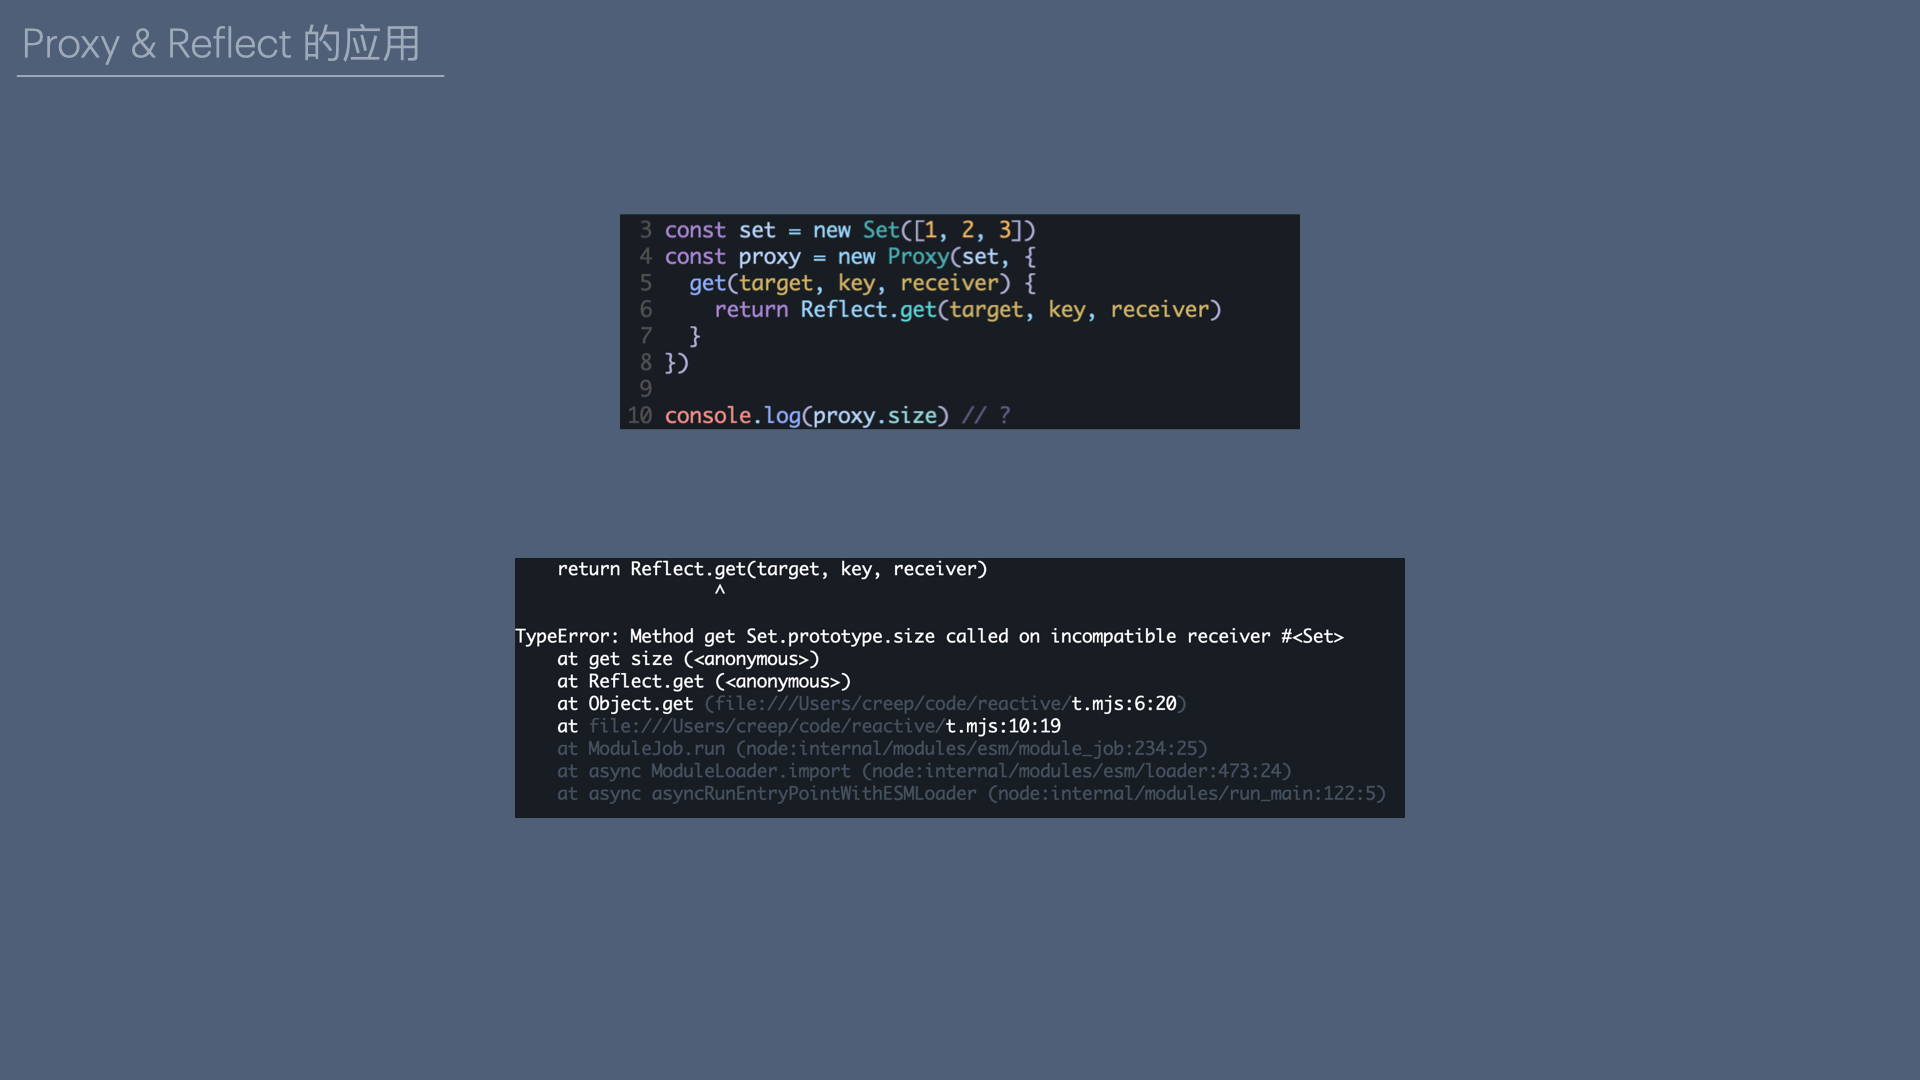 Proxy & Reflect 的应用
3 const set = new Set([1, 2, 3])
4 const proxy = new Proxy(set, {
5   get(target, key, receiver) {
6     return Reflect.get(target, key, receiver)
7   }
8 })
9
10 console.log(proxy.size) // ?
    return Reflect.get(target, key, receiver)
                   ^
TypeError: Method get Set.prototype.size called on incompatible receiver #<Set>
    at get size (<anonymous>)
    at Reflect.get (<anonymous>)
    at Object.get (file:///Users/creep/code/reactive/t.mjs:6:20)
    at file:///Users/creep/code/reactive/t.mjs:10:19
    at ModuleJob.run (node:internal/modules/esm/module_job:234:25)
    at async ModuleLoader.import (node:internal/modules/esm/loader:473:24)
    at async asyncRunEntryPointWithESMLoader (node:internal/modules/run_main:122:5)